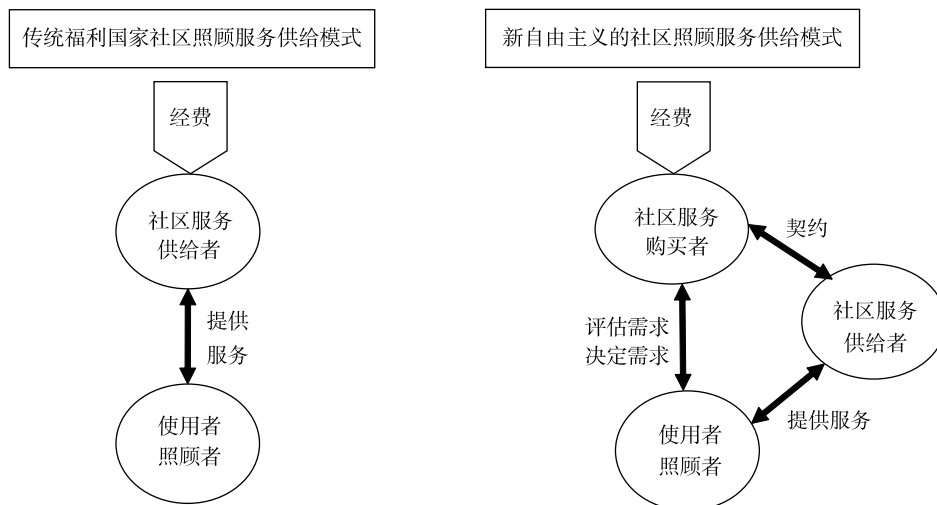 传统福利国家社区照顾服务供给模式
经费
社区服务
供给者
提供
服务
使用者
照顾者
新自由主义的社区照顾服务供给模式
经费
社区服务
购买者
契约
社区服务
供给者
评估需求
决定需求
提供服务
使用者
照顾者